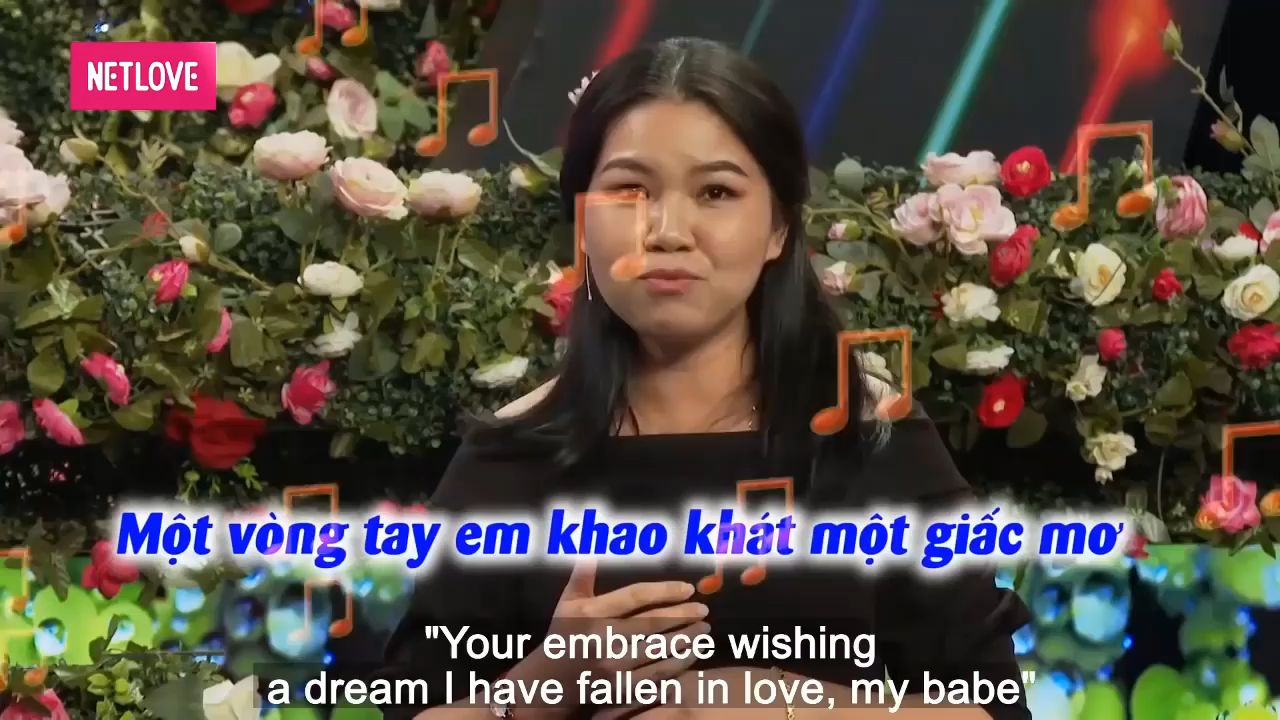 NETLOVE
Một vòng tay em khao khát một giấc mơ
"Your embrace wishing
a dream I have fallen in love, my babe"